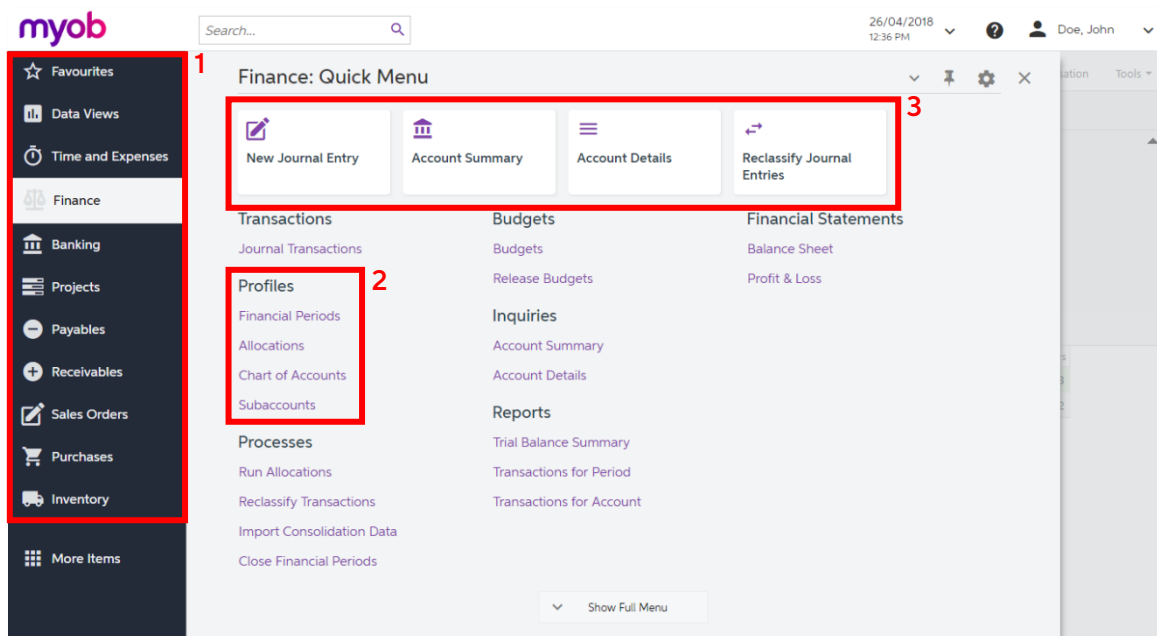 myob
Search...
26/04/2018
12:36 PM
Doe, John
1
Favourites
Data Views
Time and Expenses
Finance
Banking
Projects
Payables
Receivables
Sales Orders
Purchases
Inventory
More Items
Finance: Quick Menu
Tools
3
New Journal Entry
Account Summary
Account Details
Reclassify Journal
Entries
Transactions
Journal Transactions
2
Profiles
Financial Periods
Allocations
Chart of Accounts
Subaccounts
Processes
Run Allocations
Reclassify Transactions
Import Consolidation Data
Close Financial Periods
Budgets
Budgets
Release Budgets
Inquiries
Account Summary
Account Details
Reports
Trial Balance Summary
Transactions for Period
Transactions for Account
Financial Statements
Balance Sheet
Profit & Loss
Show Full Menu